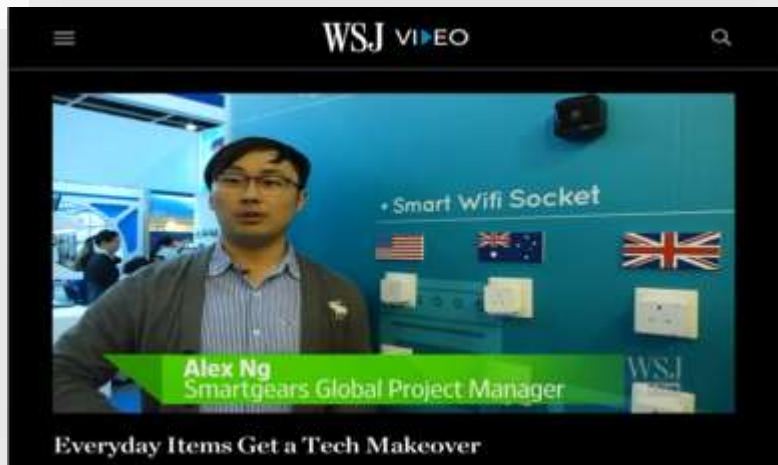 WSJ VIDEO
+ Smart Wifi Socket
Alex Ng
Smartgears Global Project Manager
WSJ
Everyday Items Get a Tech Makeover